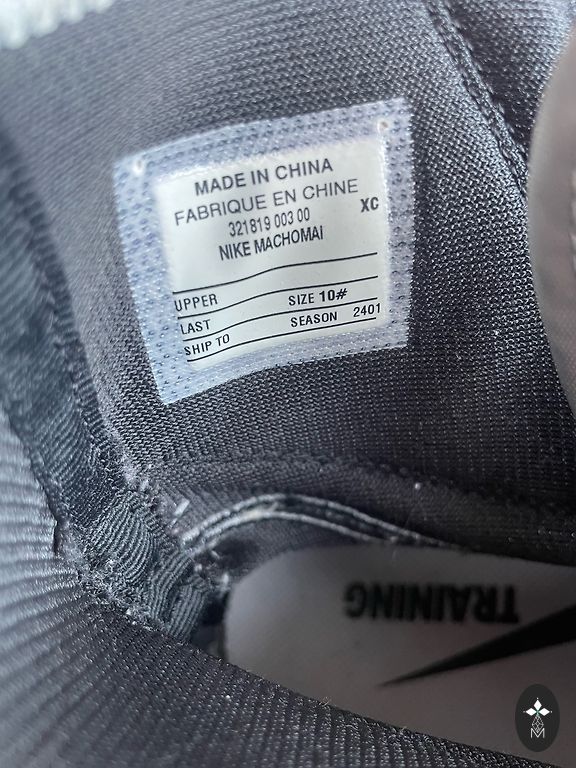 MADE IN CHINA
FABRIQUE EN CHINE
321819 003 00 XC
NIKE MACHOMAI
UPPER SIZE 10#
LAST SEASON 2401
SHIP TO
TRAINING
M